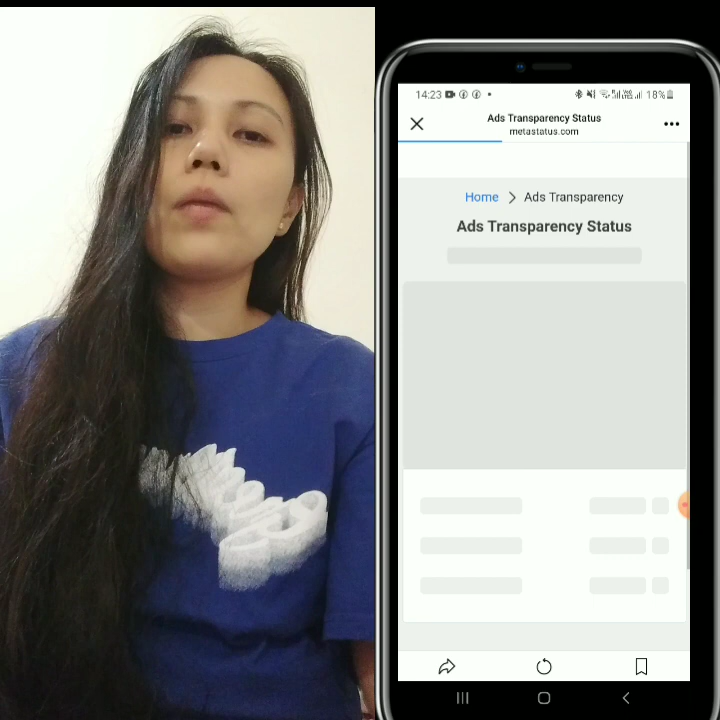 14:23
18%
Ads Transparency Status
metastatus.com
Home > Ads Transparency
Ads Transparency Status